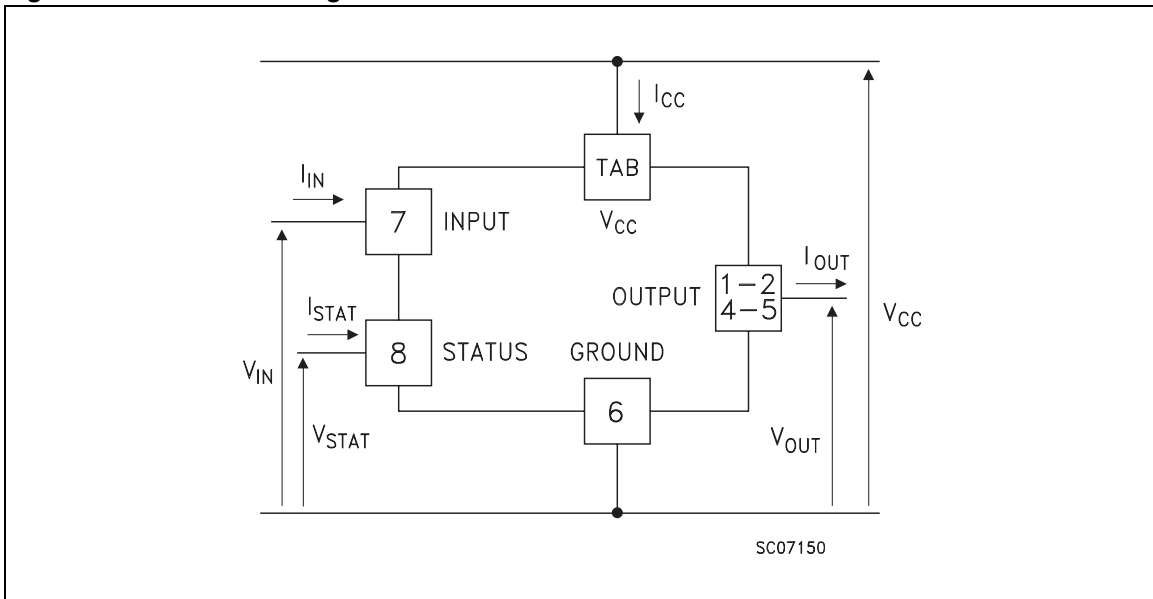 I_CC
TAB
V_CC
I_IN
7
INPUT
I_OUT
1–2
4–5
OUTPUT
V_CC
I_STAT
8
STATUS
GROUND
6
V_IN
V_STAT
V_OUT
SC07150